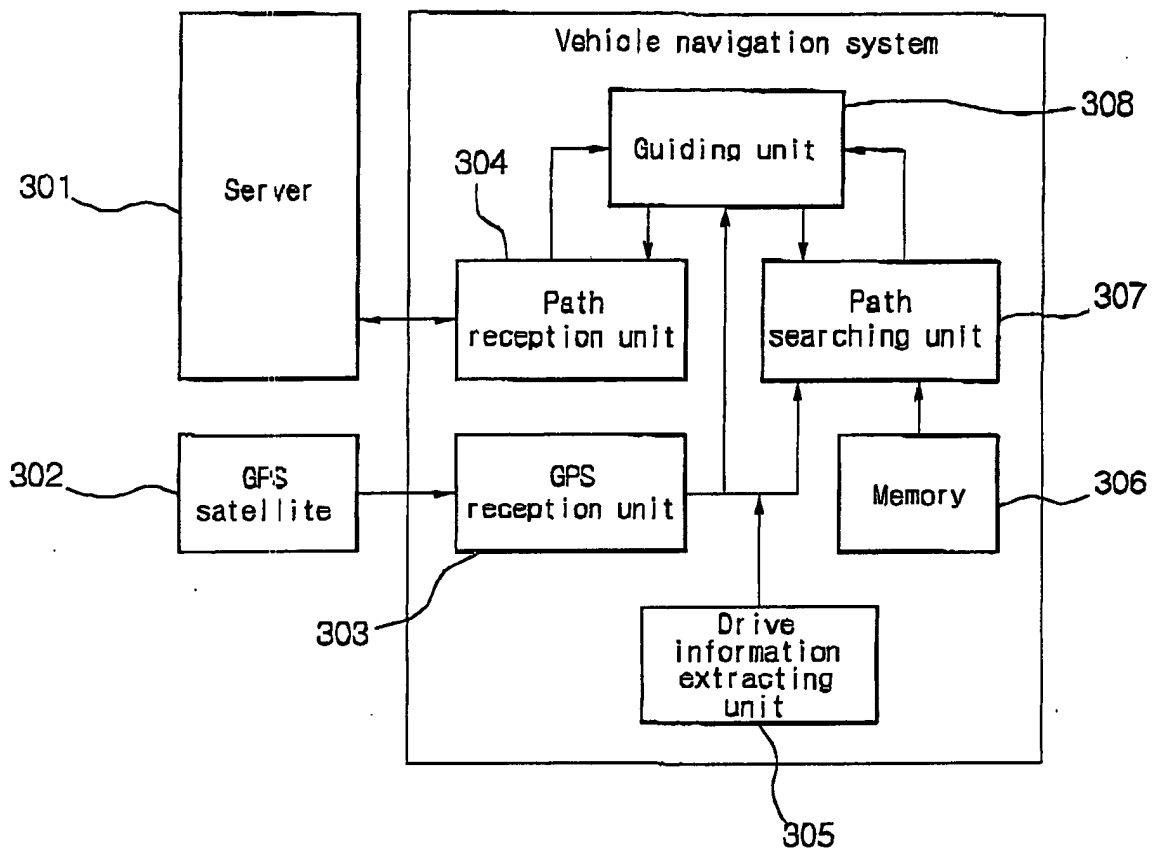 Vehicle navigation system
308
Guiding unit
304
301
Server
Path
reception unit
Path
searching unit
307
302
GPS
satellite
GPS
reception unit
Memory
306
303
Drive
information
extracting
unit
305